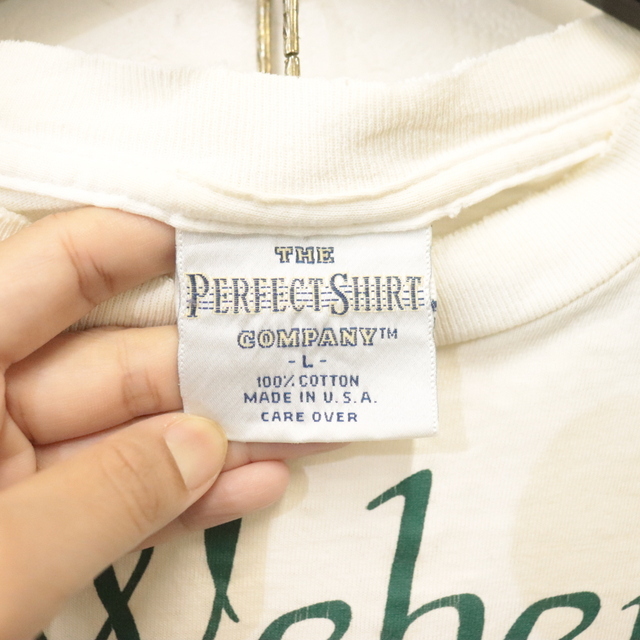 THE
PERFECT-SHIRT
COMPANY™
- L -
100% COTTON
MADE IN U.S.A.
CARE OVER